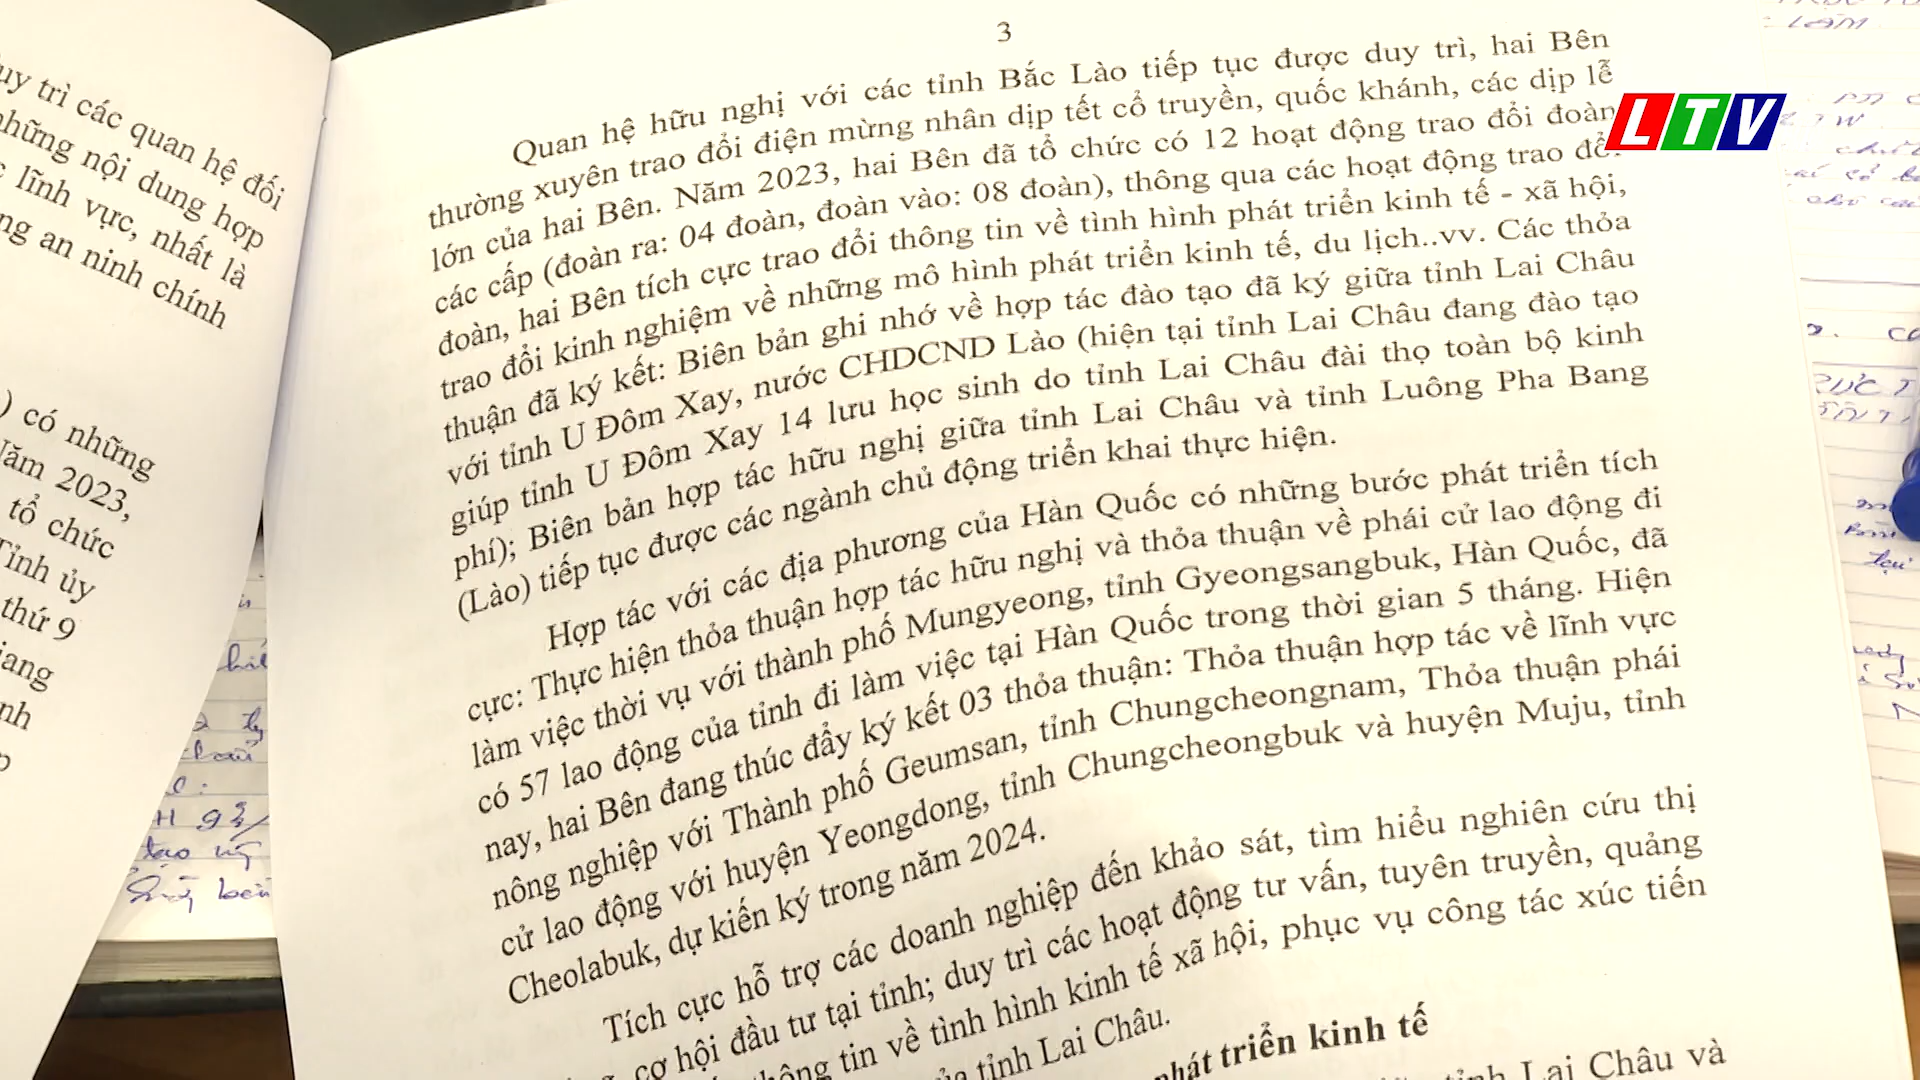 3
Quan hệ hữu nghị với các tỉnh Bắc Lào tiếp tục được duy trì, hai Bên
thường xuyên trao đổi điện mừng nhân dịp tết cổ truyền, quốc khánh, các dịp lễ
lớn của hai Bên. Năm 2023, hai Bên đã tổ chức có 12 hoạt động trao đổi đoàn
các cấp (đoàn ra: 04 đoàn, đoàn vào: 08 đoàn), thông qua các hoạt động trao đổi
đoàn, hai Bên tích cực trao đổi thông tin về tình hình phát triển kinh tế - xã hội,
trao đổi kinh nghiệm về những mô hình phát triển kinh tế, du lịch..vv. Các thỏa
thuận đã ký kết: Biên bản ghi nhớ về hợp tác đào tạo đã ký giữa tỉnh Lai Châu
với tỉnh U Đôm Xay, nước CHDCND Lào (hiện tại tỉnh Lai Châu đang đào tạo
giúp tỉnh U Đôm Xay 14 lưu học sinh do tỉnh Lai Châu đài thọ toàn bộ kinh
phí); Biên bản hợp tác hữu nghị giữa tỉnh Lai Châu và tỉnh Luông Pha Bang
(Lào) tiếp tục được các ngành chủ động triển khai thực hiện.
Hợp tác với các địa phương của Hàn Quốc có những bước phát triển tích
cực: Thực hiện thỏa thuận hợp tác hữu nghị và thỏa thuận về phái cử lao động đi
làm việc thời vụ với thành phố Mungyeong, tỉnh Gyeongsangbuk, Hàn Quốc, đã
có 57 lao động của tỉnh đi làm việc tại Hàn Quốc trong thời gian 5 tháng. Hiện
nay, hai Bên đang thúc đẩy ký kết 03 thỏa thuận: Thỏa thuận hợp tác về lĩnh vực
nông nghiệp với Thành phố Geumsan, tỉnh Chungcheongnam, Thỏa thuận phái
cử lao động với huyện Yeongdong, tỉnh Chungcheongbuk và huyện Muju, tỉnh
Cheolabuk, dự kiến ký trong năm 2024.
Tích cực hỗ trợ các doanh nghiệp đến khảo sát, tìm hiểu nghiên cứu thị
cơ hội đầu tư tại tỉnh; duy trì các hoạt động tư vấn, tuyên truyền, quảng
thông tin về tình hình kinh tế xã hội, phục vụ công tác xúc tiến
của tỉnh Lai Châu.
phát triển kinh tế
tỉnh Lai Châu và
duy trì các quan hệ đối
những nội dung hợp
lĩnh vực, nhất là
an ninh chính
) có những
Năm 2023,
tổ chức
Tỉnh ủy
thứ 9
LTV